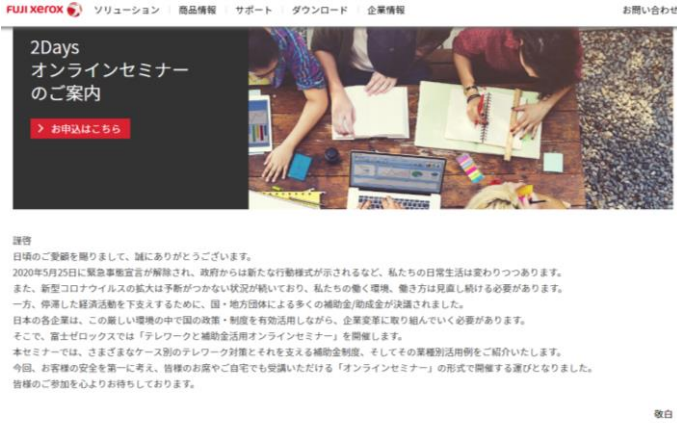 FUJI XEROX ソリューション 商品情報 サポート ダウンロード 企業情報 お問い合わせ
2Days
オンラインセミナー
のご案内
> お申込はこちら
謹啓
日頃のご愛顧を賜りまして、誠にありがとうございます。
2020年5月25日に緊急事態宣言が解除され、政府からは新たな行動様式が示されるなど、私たちの日常生活は変わりつつあります。
また、新型コロナウイルスの拡大は予断がつかない状況が続いており、私たちの働く環境、働き方は見直し続ける必要があります。
一方、停滞した経済活動を下支えするために、国・地方団体による多くの補助金/助成金が決議されました。
日本の各企業は、この厳しい環境の中で国の政策・制度を有効活用しながら、企業変革に取り組んでいく必要があります。
そこで、富士ゼロックスでは「テレワークと補助金活用オンラインセミナー」を開催します。
本セミナーでは、さまざまなケース別のテレワーク対策とそれを支える補助金制度、そしてその業種別活用例をご紹介いたします。
今回、お客様の安全を第一に考え、皆様のお席やご自宅でも受講いただける「オンラインセミナー」の形式で開催する運びとなりました。
皆様のご参加を心よりお待ちしております。
敬白